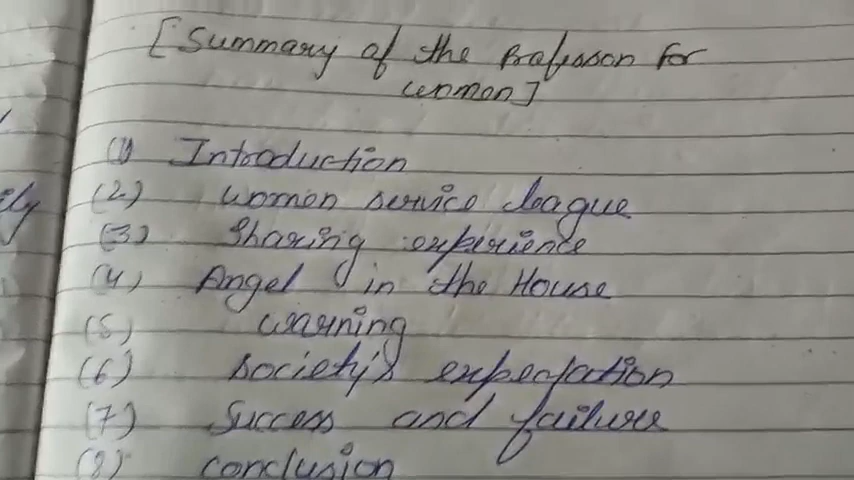 [Summary of the Profession for
women]
(1) Introduction
(2) women service league
(3) Sharing experience
(4) Angel in the House
(5) warning
(6) society's expectation
(7) Success and failure
(8) conclusion